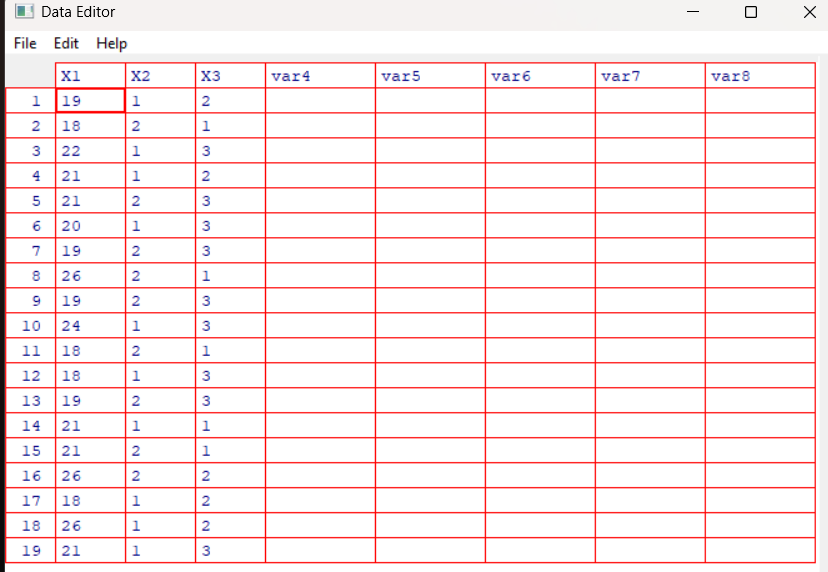 Data Editor
File Edit Help
X1 X2 X3 var4 var5 var6 var7 var8
1 19 1 2
2 18 2 1
3 22 1 3
4 21 1 2
5 21 2 3
6 20 1 3
7 19 2 3
8 26 2 1
9 19 2 3
10 24 1 3
11 18 2 1
12 18 1 3
13 19 2 3
14 21 1 1
15 21 2 1
16 26 2 2
17 18 1 2
18 26 1 2
19 21 1 3